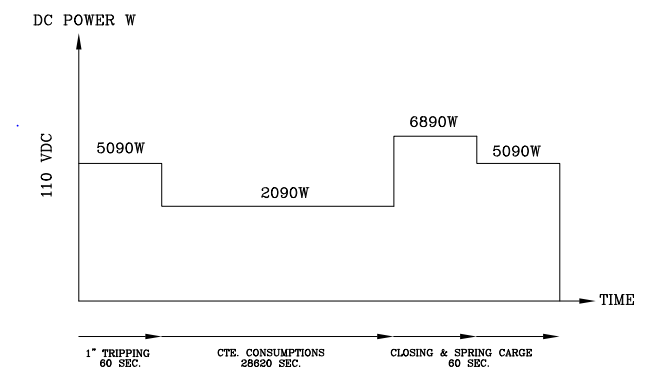 DC POWER W
6890W
5090W
5090W
110 VDC
2090W
TIME
1" TRIPPING
60 SEC.
CTE. CONSUMPTIONS
28620 SEC.
CLOSING & SPRING CARGE
60 SEC.